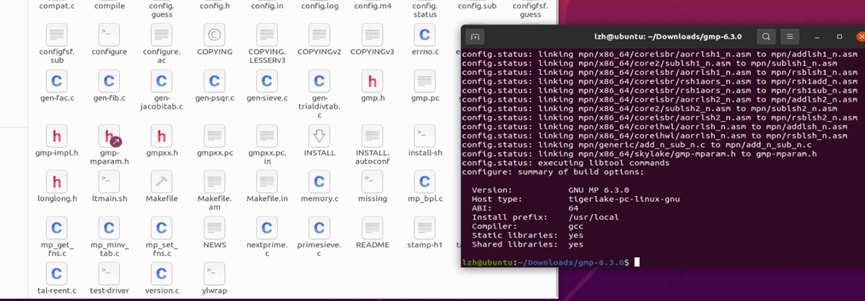 compat.c compile config.guess config.h config.in config.log config.m4 config.status config.sub configfsf.guess
configfsf.sub configure configure.ac COPYING COPYING.LESSERv3 COPYINGv2 COPYINGv3 errno.c
gen-fac.c gen-fib.c gen-jacobitab.c gen-psqr.c gen-sieve.c gen-trialdivtab.c gmp.h gmp.pc
gmp-impl.h gmp-mparam.h gmpxx.h gmpxx.pc gmpxx.pc.in INSTALL INSTALL.autoconf install-sh
longlong.h ltmain.sh Makefile Makefile.am Makefile.in memory.c missing mp_bpl.c
mp_get_fns.c mp_minv_tab.c mp_set_fns.c NEWS nextprime.c primesieve.c README stamp-h1
tal-reent.c test-driver version.c ylwrap
lzh@ubuntu: ~/Downloads/gmp-6.3.0
config.status: linking mpn/x86_64/coreisbr/aorrlsh1_n.asm to mpn/addlsh1_n.asm
config.status: linking mpn/x86_64/core2/sublsh1_n.asm to mpn/sublsh1_n.asm
config.status: linking mpn/x86_64/coreisbr/aorrlsh1_n.asm to mpn/rsblsh1_n.asm
config.status: linking mpn/x86_64/rsh1aors_n.asm to mpn/rsh1add_n.asm
config.status: linking mpn/x86_64/rsh1aors_n.asm to mpn/rsh1sub_n.asm
config.status: linking mpn/x86_64/coreisbr/aorrlsh2_n.asm to mpn/addlsh2_n.asm
config.status: linking mpn/x86_64/core2/sublsh2_n.asm to mpn/sublsh2_n.asm
config.status: linking mpn/x86_64/coreisbr/aorrlsh2_n.asm to mpn/rsblsh2_n.asm
config.status: linking mpn/x86_64/coreihwl/aorrlsh_n.asm to mpn/addlsh_n.asm
config.status: linking mpn/x86_64/coreihwl/aorrlsh_n.asm to mpn/rsblsh_n.asm
config.status: linking mpn/generic/add_n_sub_n.c to mpn/add_n_sub_n.c
config.status: linking mpn/x86_64/skylake/gmp-mparam.h to gmp-mparam.h
config.status: executing libtool commands
configure: summary of build options:
Version: GNU MP 6.3.0
Host type: tigerlake-pc-linux-gnu
ABI: 64
Install prefix: /usr/local
Compiler: gcc
Static libraries: yes
Shared libraries: yes
lzh@ubuntu:~/Downloads/gmp-6.3.0$